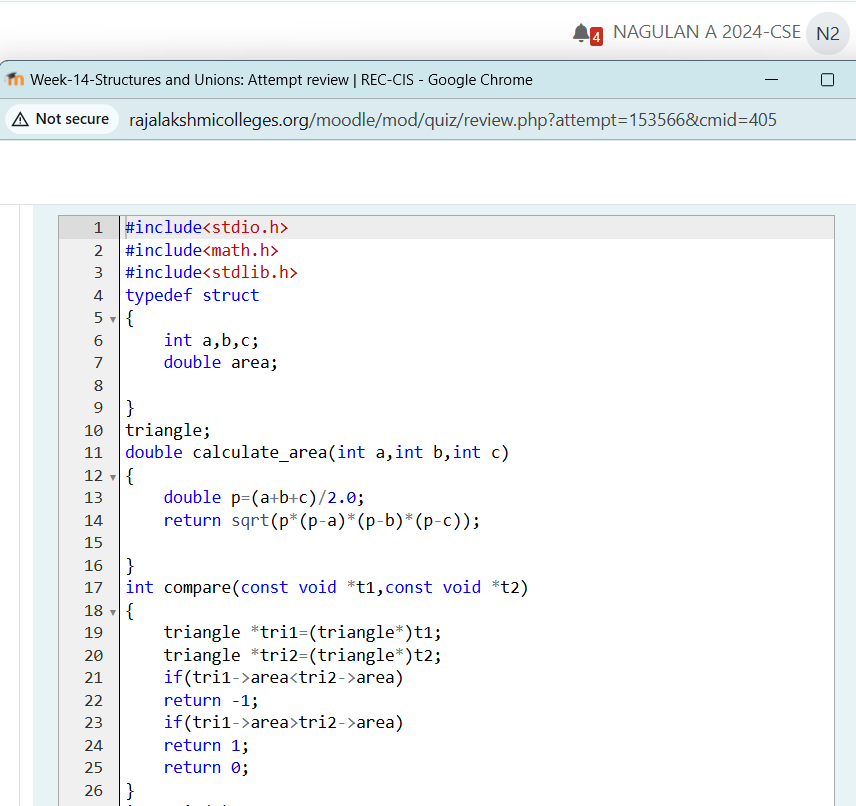 4 NAGULAN A 2024-CSE N2
Week-14-Structures and Unions: Attempt review | REC-CIS - Google Chrome
Not secure rajalakshmicolleges.org/moodle/mod/quiz/review.php?attempt=153566&cmid=405
1 #include<stdio.h>
2 #include<math.h>
3 #include<stdlib.h>
4 typedef struct
5 {
6     int a,b,c;
7     double area;
8
9 }
10 triangle;
11 double calculate_area(int a,int b,int c)
12 {
13     double p=(a+b+c)/2.0;
14     return sqrt(p*(p-a)*(p-b)*(p-c));
15
16 }
17 int compare(const void *t1,const void *t2)
18 {
19     triangle *tri1=(triangle*)t1;
20     triangle *tri2=(triangle*)t2;
21     if(tri1->area<tri2->area)
22     return -1;
23     if(tri1->area>tri2->area)
24     return 1;
25     return 0;
26 }